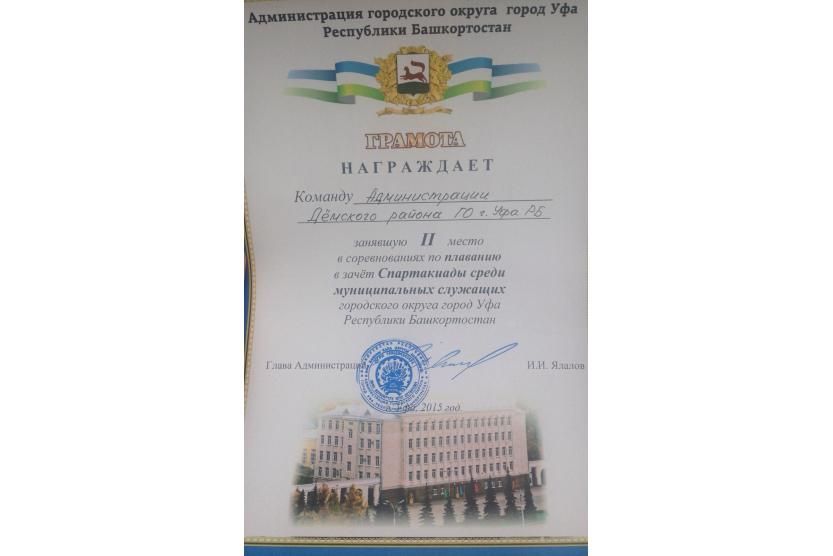 Администрация городского округа город Уфа
Республики Башкортостан
ГРАМОТА
НАГРАЖДАЕТ
Команду Администрации
Дёмского района ГО г. Уфа РБ
занявшую II место
в соревнованиях по плаванию
в зачёт Спартакиады среди
муниципальных служащих
городского округа город Уфа
Республики Башкортостан
Глава Администрации И.И. Ялалов
г. Уфа, 2015 год.